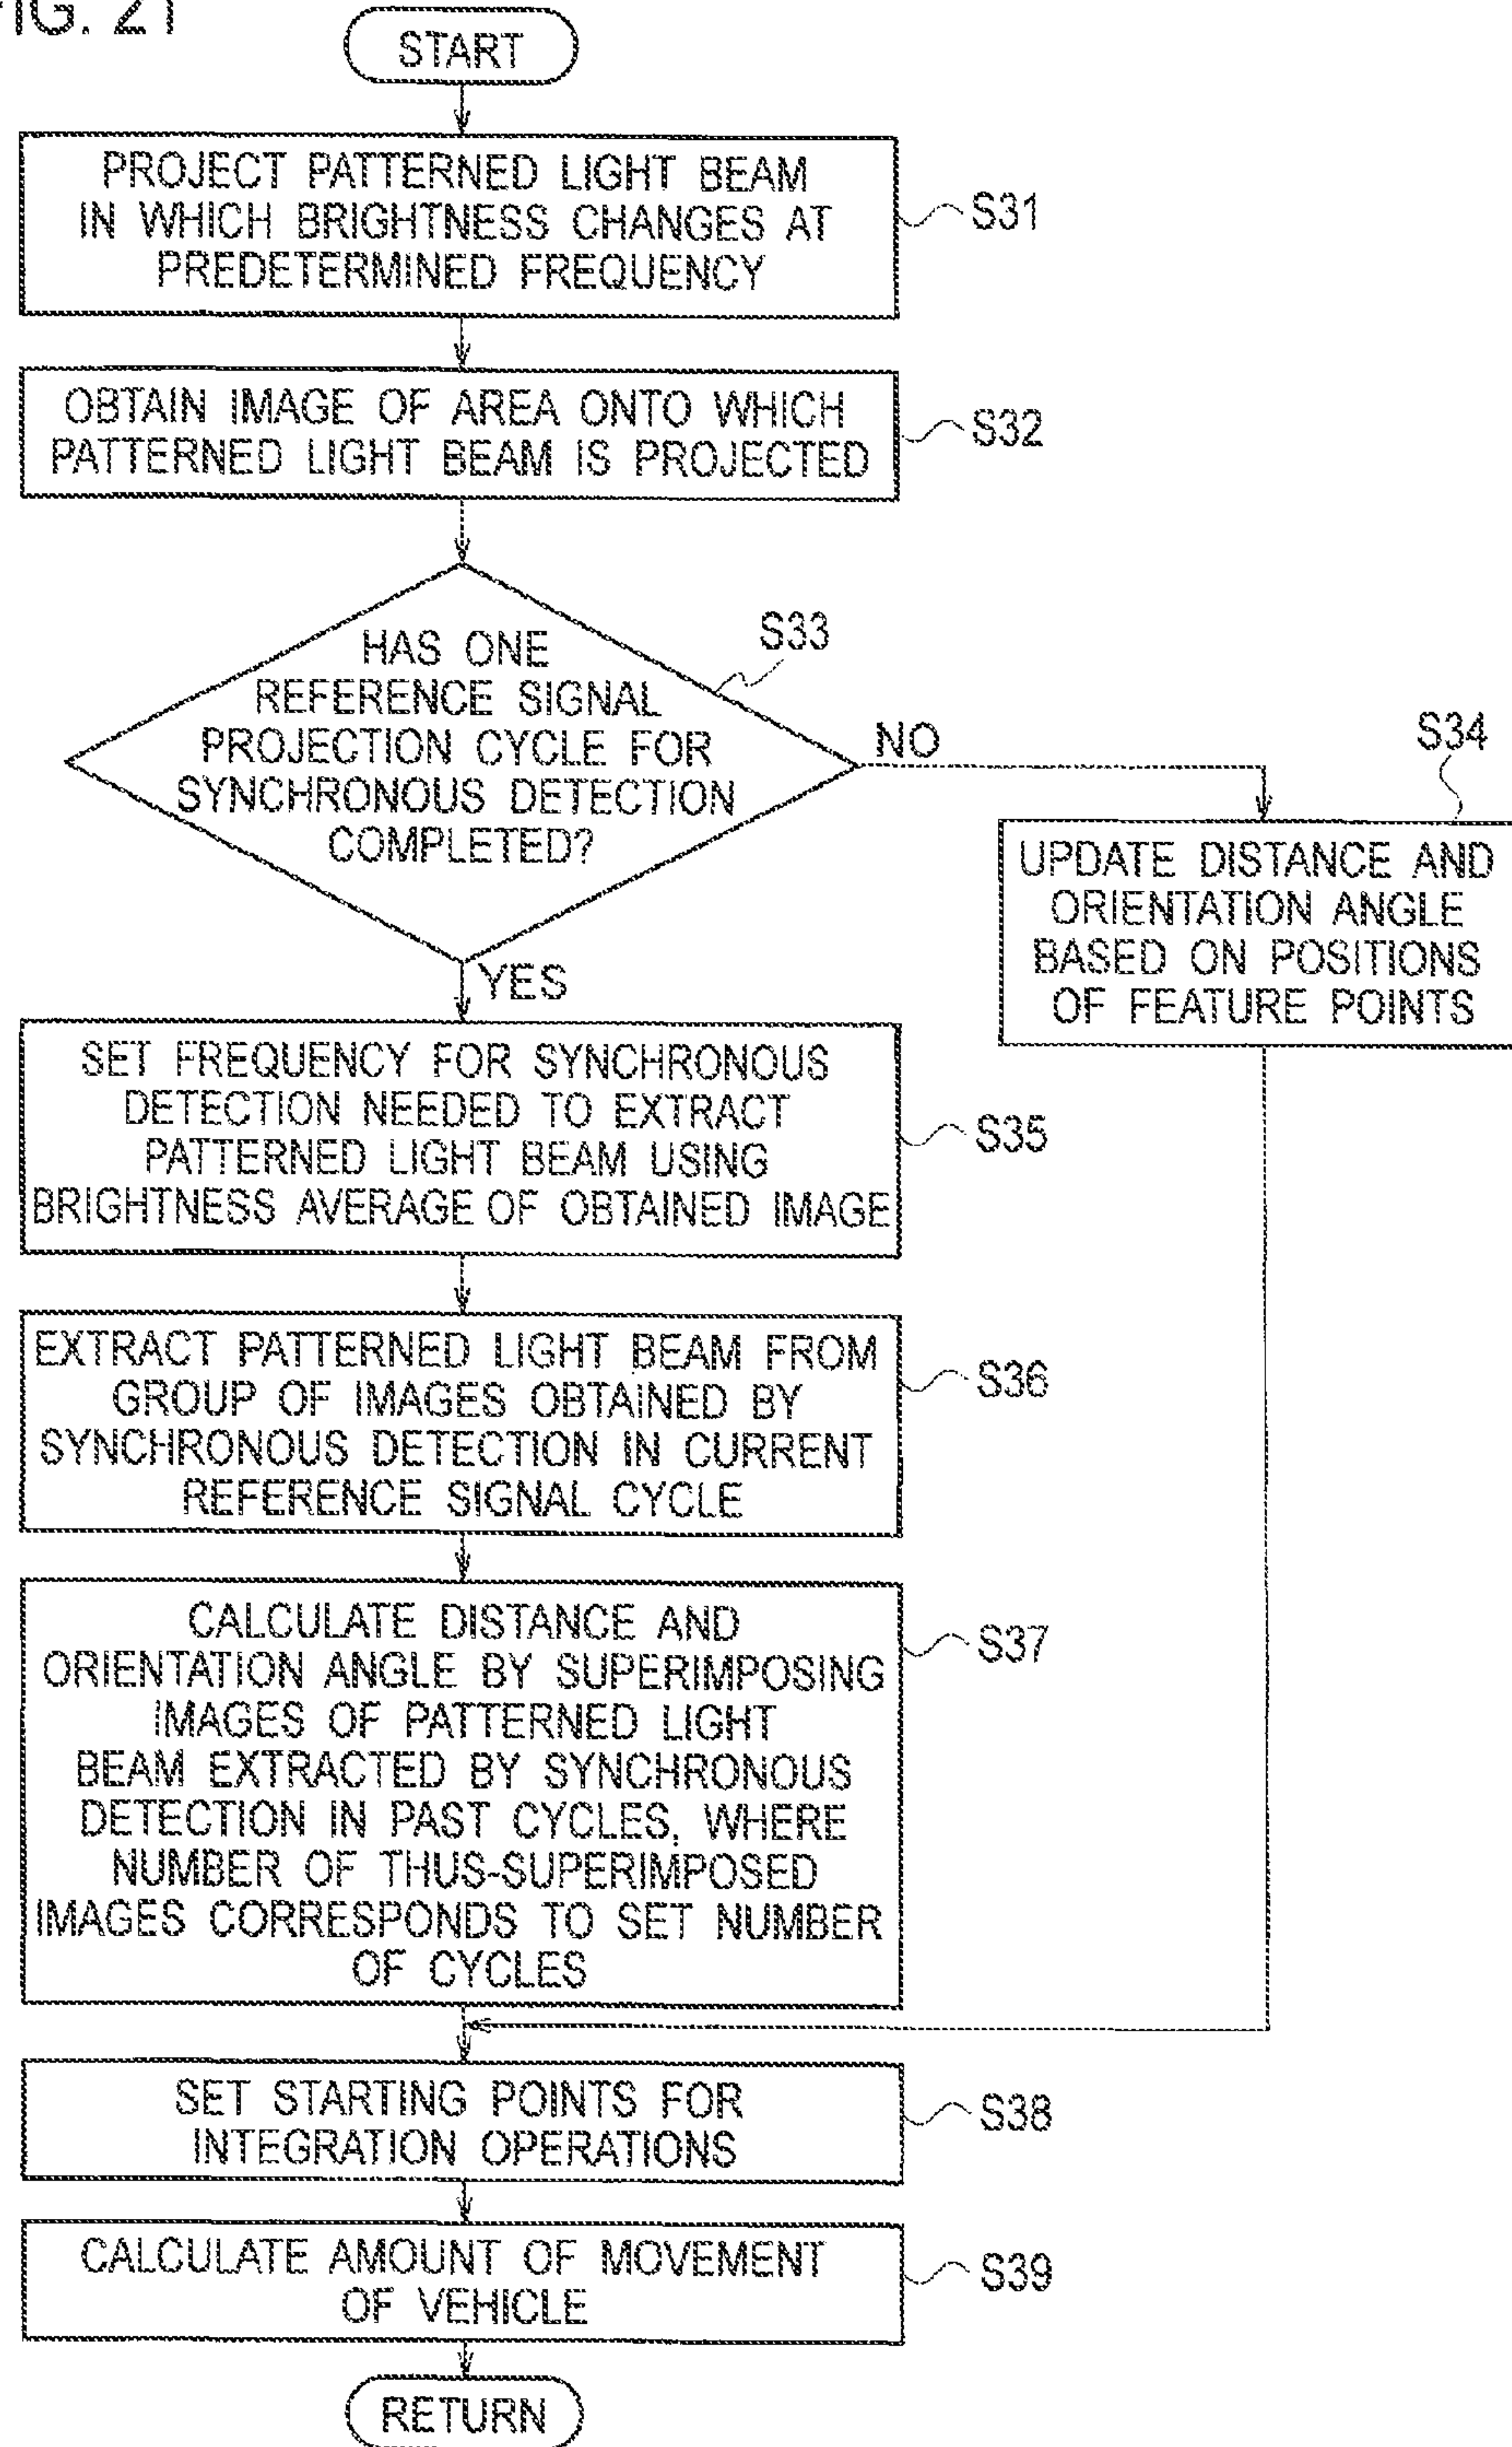 FIG. 21
START
PROJECT PATTERNED LIGHT BEAM
IN WHICH BRIGHTNESS CHANGES AT
PREDETERMINED FREQUENCY
S31
OBTAIN IMAGE OF AREA ONTO WHICH
PATTERNED LIGHT BEAM IS PROJECTED
S32
HAS ONE
REFERENCE SIGNAL
PROJECTION CYCLE FOR
SYNCHRONOUS DETECTION
COMPLETED?
S33
NO
S34
UPDATE DISTANCE AND
ORIENTATION ANGLE
BASED ON POSITIONS
OF FEATURE POINTS
YES
SET FREQUENCY FOR SYNCHRONOUS
DETECTION NEEDED TO EXTRACT
PATTERNED LIGHT BEAM USING
BRIGHTNESS AVERAGE OF OBTAINED IMAGE
S35
EXTRACT PATTERNED LIGHT BEAM FROM
GROUP OF IMAGES OBTAINED BY
SYNCHRONOUS DETECTION IN CURRENT
REFERENCE SIGNAL CYCLE
S36
CALCULATE DISTANCE AND
ORIENTATION ANGLE BY SUPERIMPOSING
IMAGES OF PATTERNED LIGHT
BEAM EXTRACTED BY SYNCHRONOUS
DETECTION IN PAST CYCLES, WHERE
NUMBER OF THUS-SUPERIMPOSED
IMAGES CORRESPONDS TO SET NUMBER
OF CYCLES
S37
SET STARTING POINTS FOR
INTEGRATION OPERATIONS
S38
CALCULATE AMOUNT OF MOVEMENT
OF VEHICLE
S39
RETURN